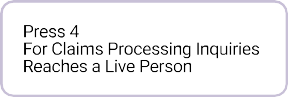 Press 4
For Claims Processing Inquiries
Reaches a Live Person